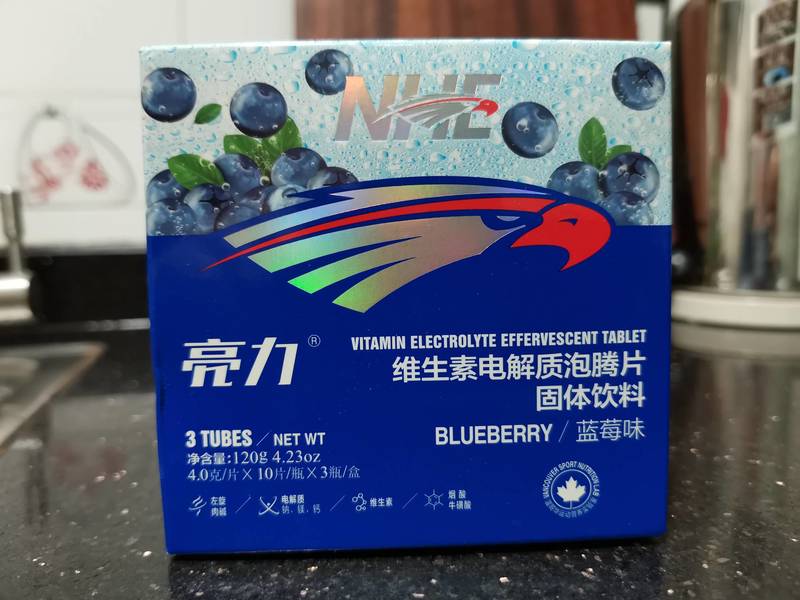 NHE
亮力®
VITAMIN ELECTROLYTE EFFERVESCENT TABLET
维生素电解质泡腾片
固体饮料
BLUEBERRY / 蓝莓味
3 TUBES / NET WT
净含量:120g 4.23oz
4.0克/片×10片/瓶×3瓶/盒
左旋
肉碱
电解质
钠、镁、钙
维生素
烟酸
牛磺酸
VANCOUVER SPORT NUTRITION LAB